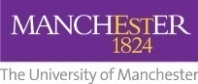 MANCHESTER
1824
The University of Manchester